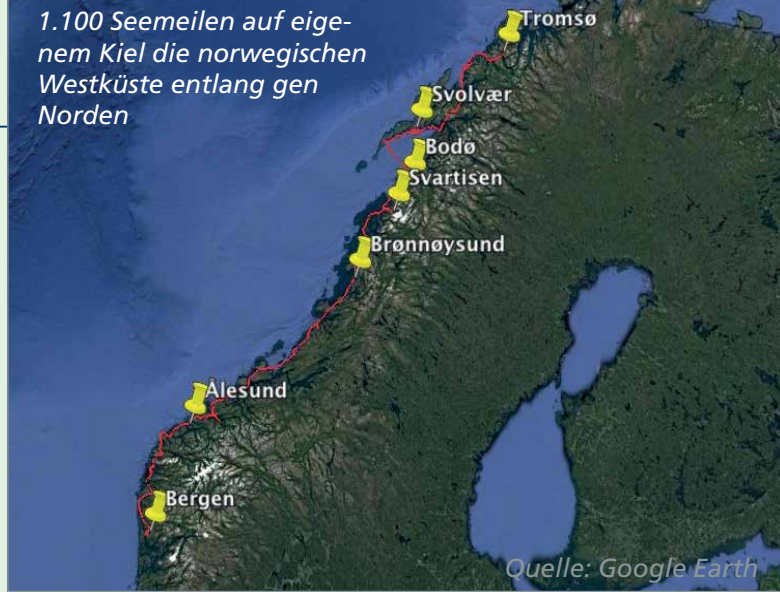 1.100 Seemeilen auf eige-
nem Kiel die norwegischen
Westküste entlang gen
Norden
Tromsø
Svolvær
Bodø
Svartisen
Brønnøysund
Ålesund
Bergen
Quelle: Google Earth